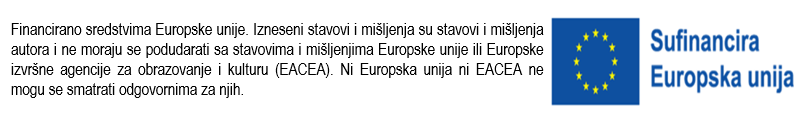 Financirano sredstvima Europske unije. Izneseni stavovi i mišljenja su stavovi i mišljenja
autora i ne moraju se podudarati sa stavovima i mišljenjima Europske unije ili Europske
izvršne agencije za obrazovanje i kulturu (EACEA). Ni Europska unija ni EACEA ne
mogu se smatrati odgovornima za njih.
Sufinancira
Europska unija